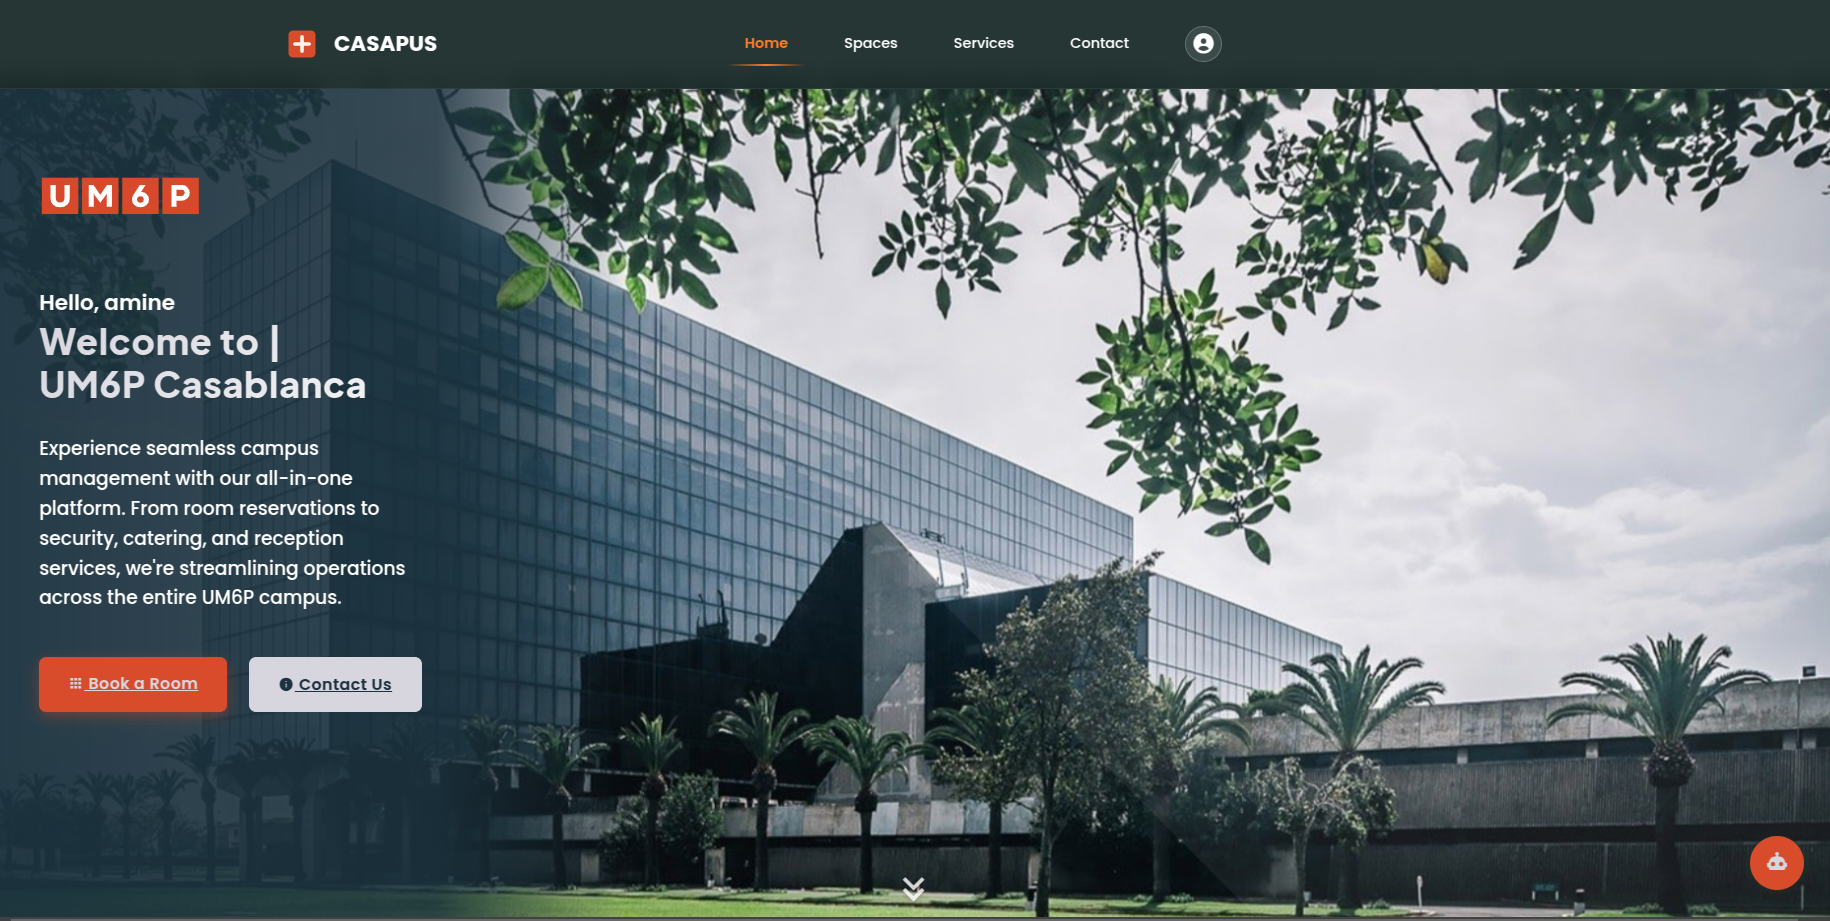 CASAPUS
Home
Spaces
Services
Contact
UM6P
Hello, amine
Welcome to |
UM6P Casablanca
Experience seamless campus
management with our all-in-one
platform. From room reservations to
security, catering, and reception
services, we're streamlining operations
across the entire UM6P campus.
Book a Room
Contact Us